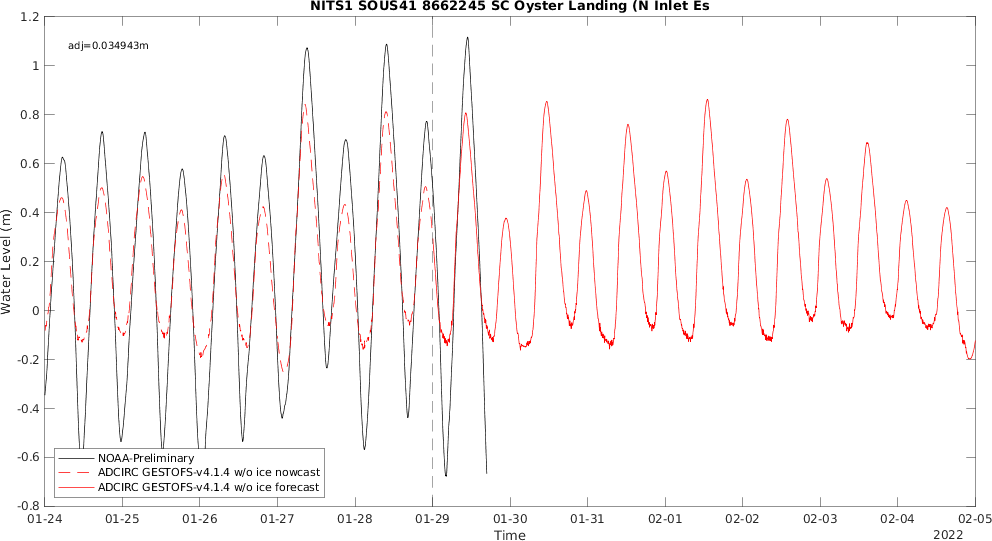 NITS1 SOUS41 8662245 SC Oyster Landing (N Inlet Es
adj=0.034943m
1.2
1
0.8
0.6
0.4
0.2
0
-0.2
-0.4
-0.6
-0.8
Water Level (m)
NOAA-Preliminary
ADCIRC GESTOFS-v4.1.4 w/o ice nowcast
ADCIRC GESTOFS-v4.1.4 w/o ice forecast
01-24 01-25 01-26 01-27 01-28 01-29 01-30 01-31 02-01 02-02 02-03 02-04 02-05
Time
2022